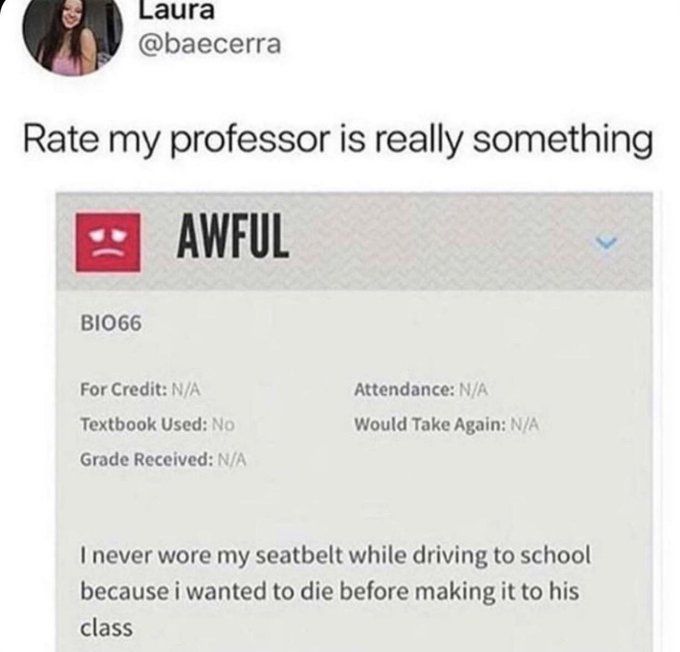 Laura
@baecerra
Rate my professor is really something
AWFUL
BIO66
For Credit: N/A
Attendance: N/A
Textbook Used: No
Would Take Again: N/A
Grade Received: N/A
I never wore my seatbelt while driving to school
because i wanted to die before making it to his
class